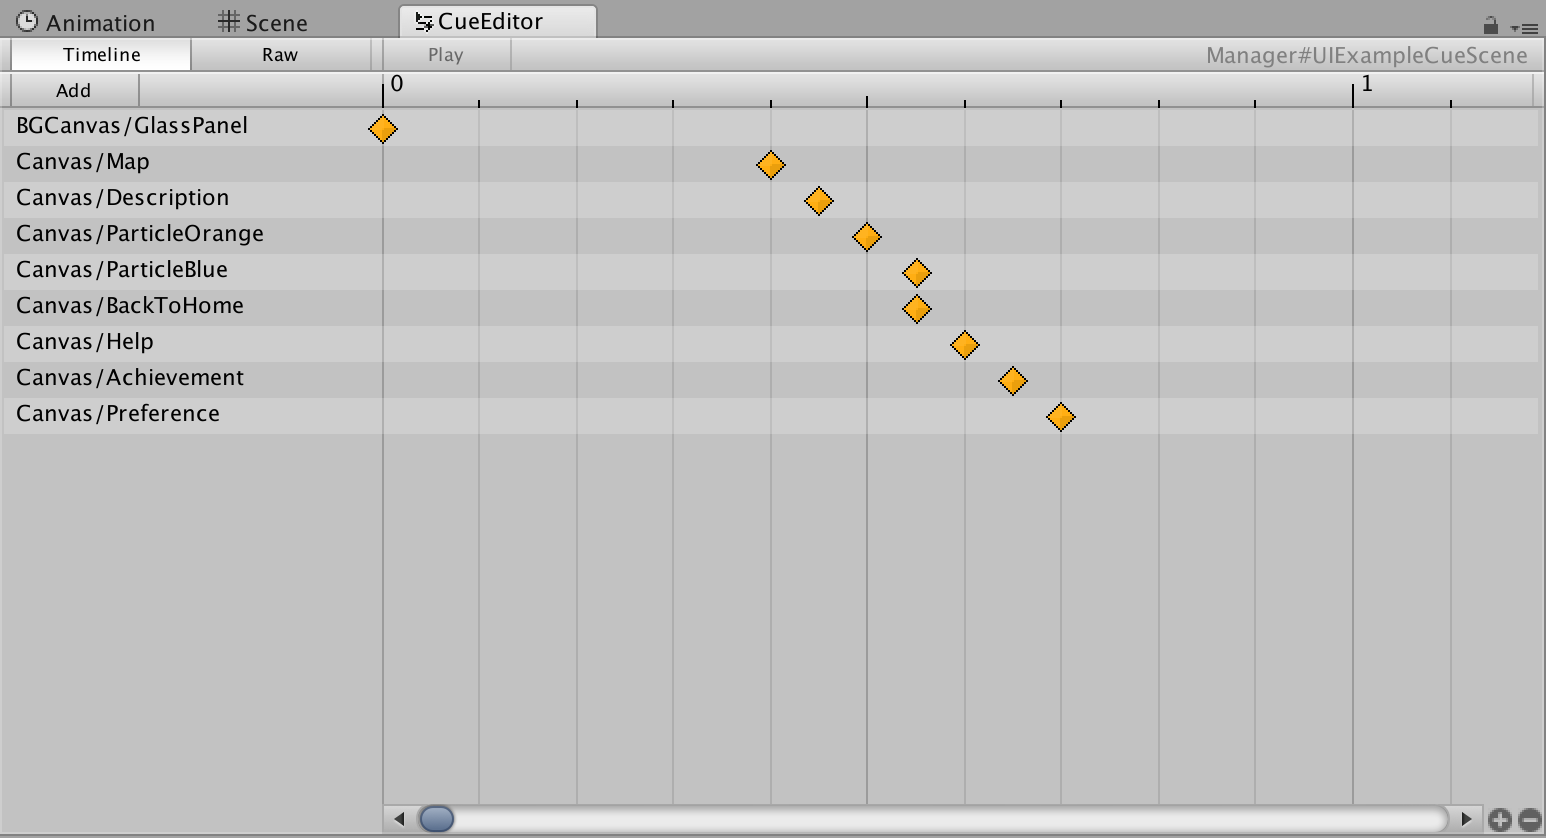 Animation Scene CueEditor
Timeline Raw Play Manager#UIExampleCueScene
Add 0 1
BGCanvas/GlassPanel
Canvas/Map
Canvas/Description
Canvas/ParticleOrange
Canvas/ParticleBlue
Canvas/BackToHome
Canvas/Help
Canvas/Achievement
Canvas/Preference